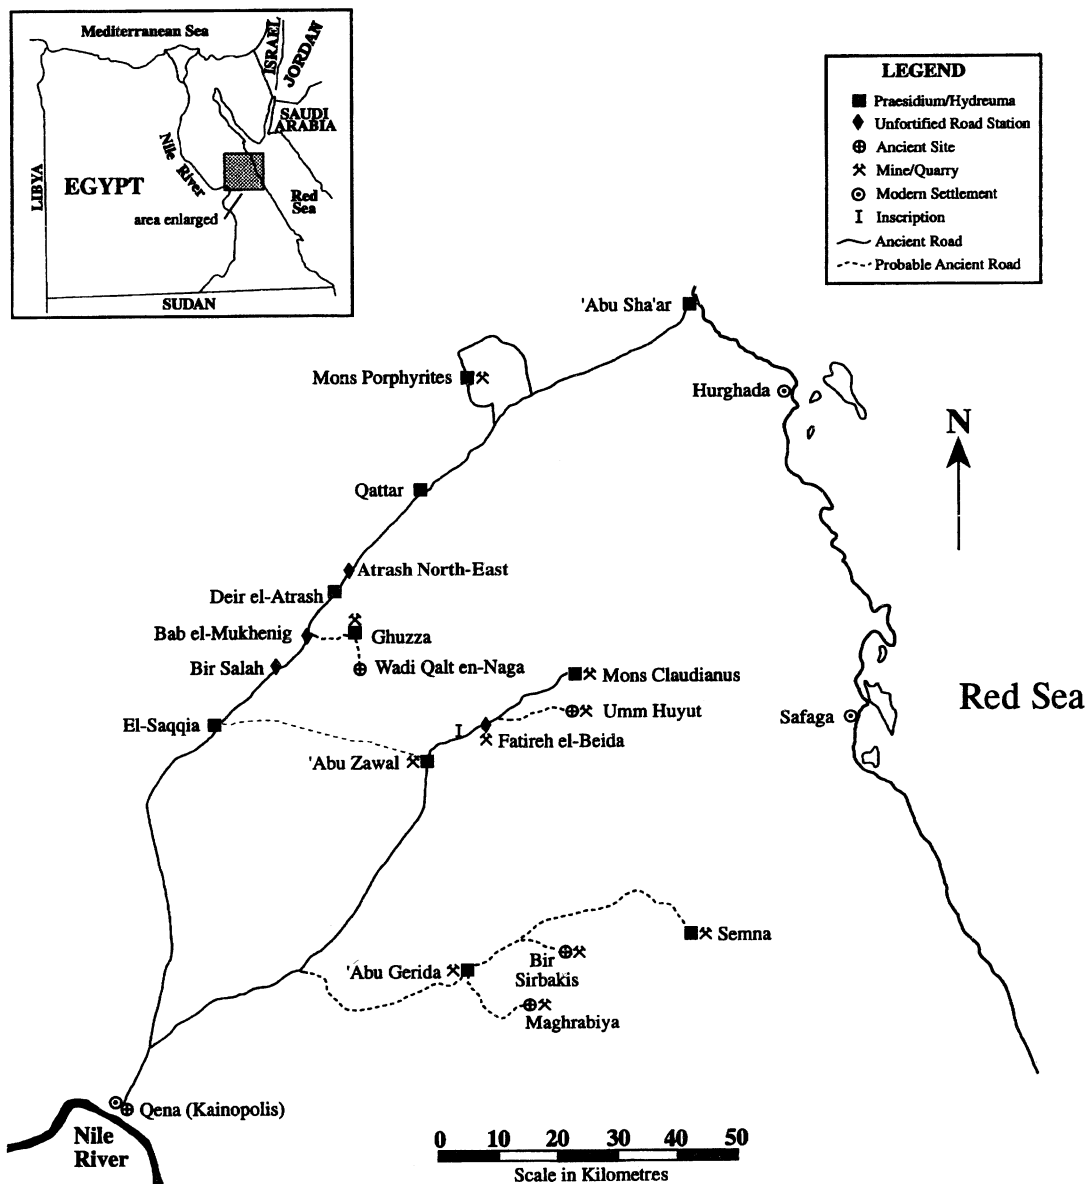 Mediterranean Sea
ISRAEL
JORDAN
SAUDI
ARABIA
LIBYA
Nile River
EGYPT
Red
Sea
area enlarged
SUDAN
LEGEND
Praesidium/Hydreuma
Unfortified Road Station
Ancient Site
Mine/Quarry
Modern Settlement
Inscription
Ancient Road
Probable Ancient Road
'Abu Sha'ar
Mons Porphyrites
Hurghada
N
Qattar
Atrash North-East
Deir el-Atrash
Bab el-Mukhenig
Ghuzza
Bir Salah
Wadi Qalt en-Naga
Mons Claudianus
Red Sea
Umm Huyut
Safaga
El-Saqqia
Fatireh el-Beida
'Abu Zawal
Semna
Bir
Sirbakis
'Abu Gerida
Maghrabiya
Qena (Kainopolis)
Nile
River
0 10 20 30 40 50
Scale in Kilometres